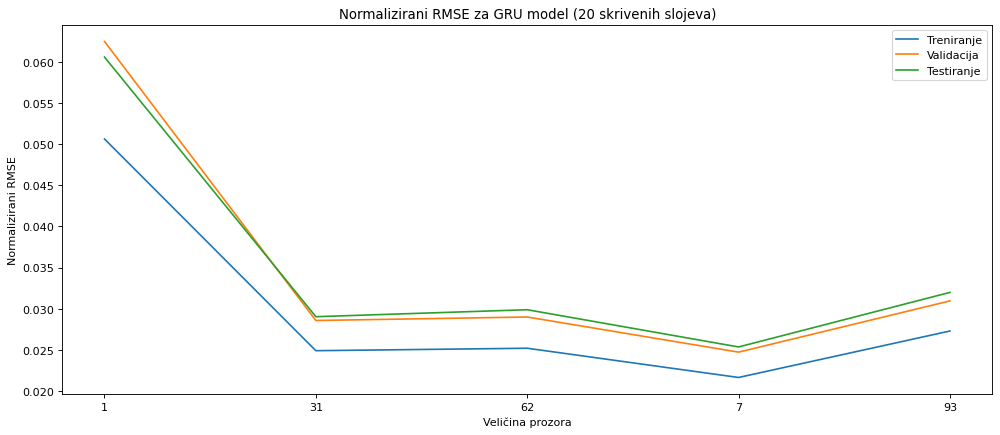 Normalizirani RMSE za GRU model (20 skrivenih slojeva)
Treniranje
Validacija
Testiranje
Normalizirani RMSE
0.060
0.055
0.050
0.045
0.040
0.035
0.030
0.025
0.020
1 31 62 7 93
Veličina prozora